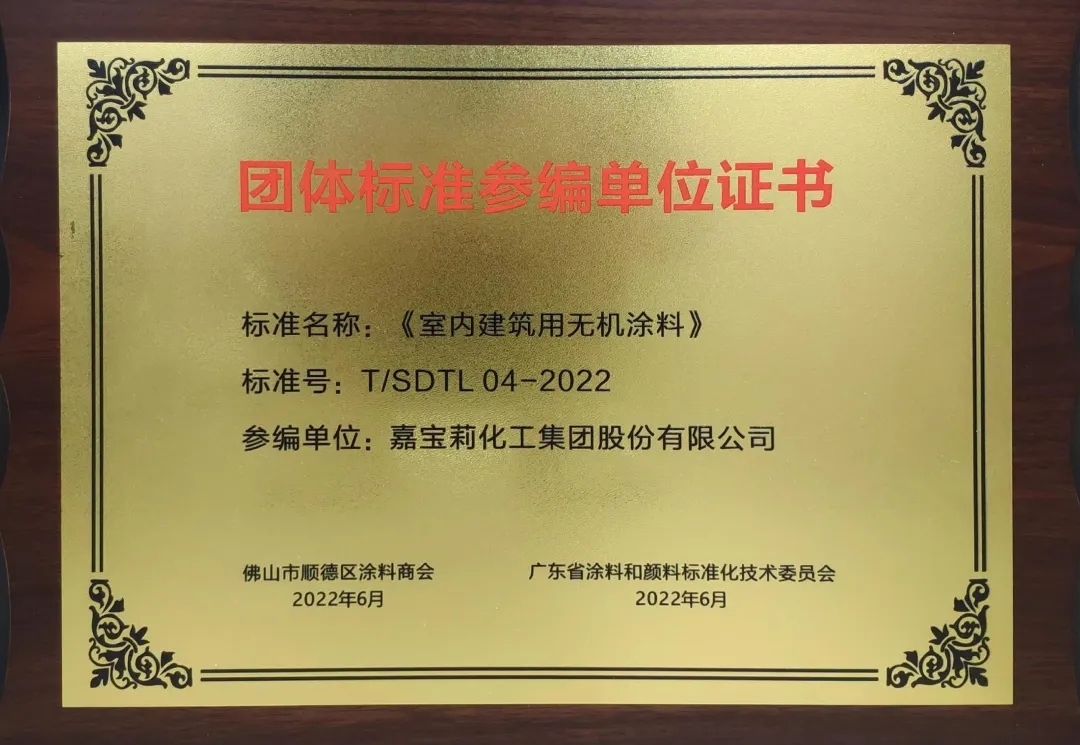 团体标准参编单位证书
标准名称：《室内建筑用无机涂料》
标准号：T/SDTL 04-2022
参编单位：嘉宝莉化工集团股份有限公司
佛山市顺德区涂料商会
2022年6月
广东省涂料和颜料标准化技术委员会
2022年6月